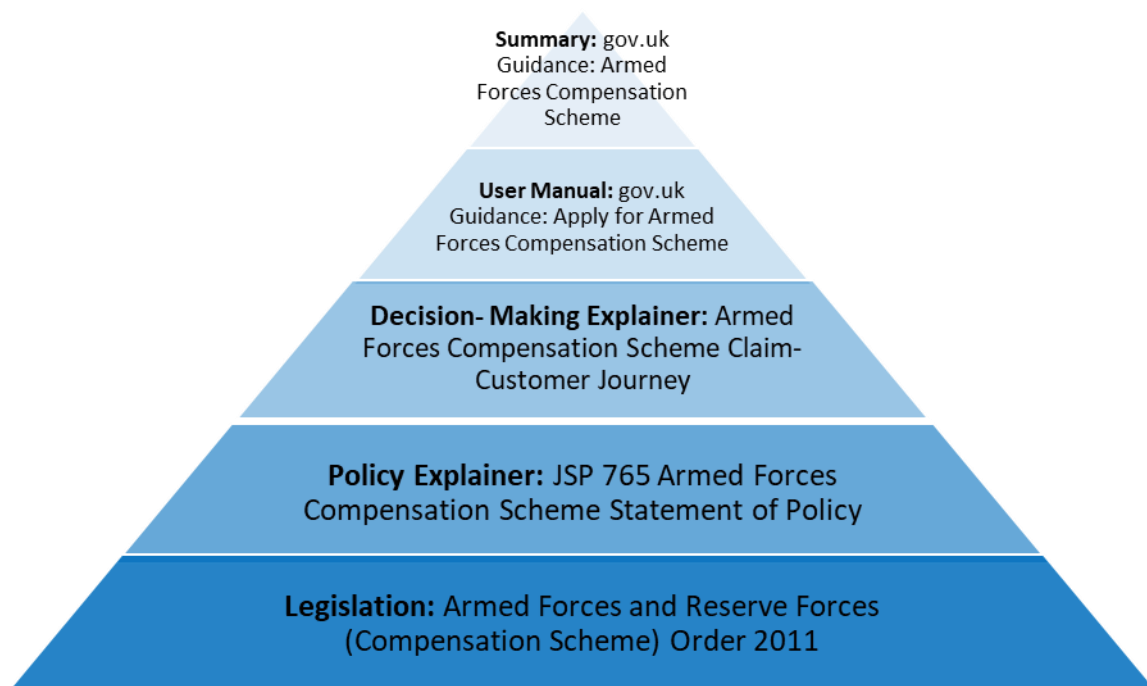 Summary: gov.uk
Guidance: Armed
Forces Compensation
Scheme
User Manual: gov.uk
Guidance: Apply for Armed
Forces Compensation Scheme
Decision- Making Explainer: Armed
Forces Compensation Scheme Claim-
Customer Journey
Policy Explainer: JSP 765 Armed Forces
Compensation Scheme Statement of Policy
Legislation: Armed Forces and Reserve Forces
(Compensation Scheme) Order 2011